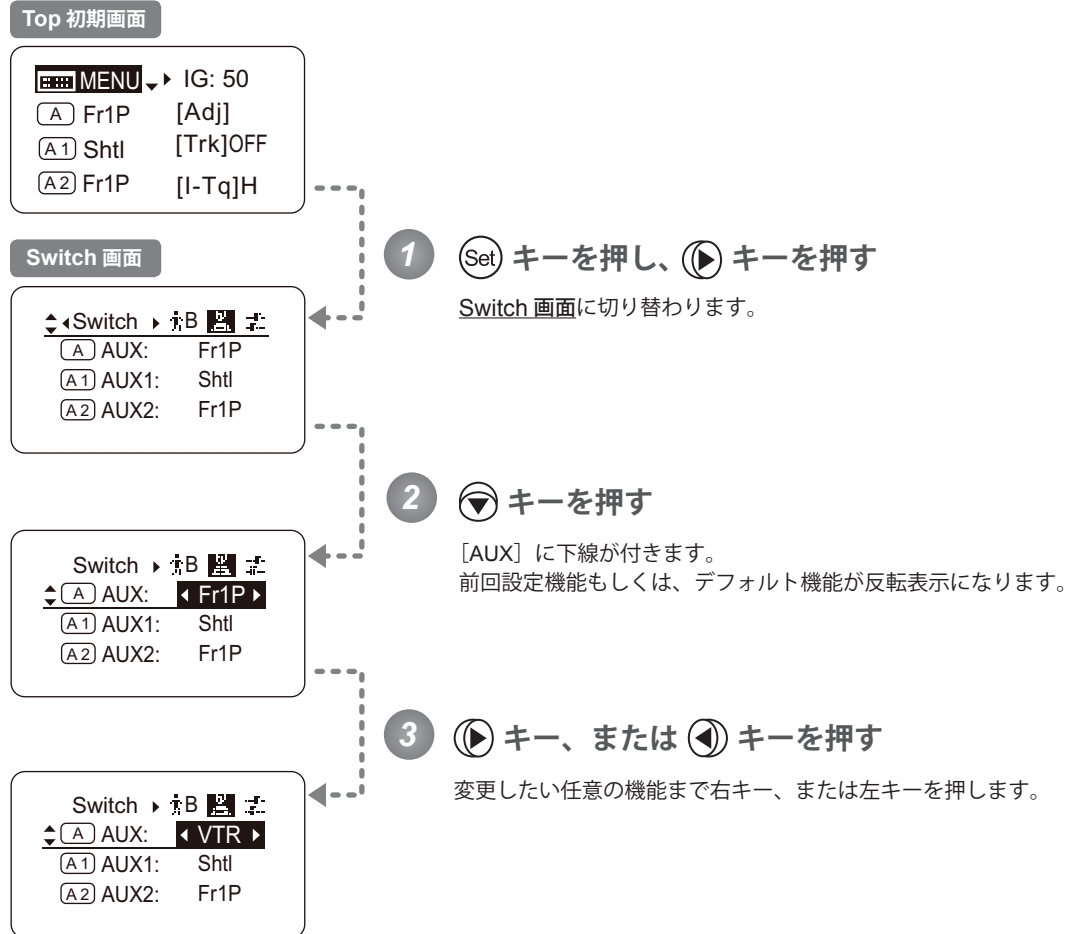 Top 初期画面
MENU IG: 50
A Fr1P [Adj]
A1 Shtl [Trk]OFF
A2 Fr1P [I-Tq]H
Switch 画面
Switch B
A AUX: Fr1P
A1 AUX1: Shtl
A2 AUX2: Fr1P
1 Set キーを押し、 キーを押す
Switch 画面に切り替わります。
2 キーを押す
［AUX］に下線が付きます。
前回設定機能もしくは、デフォルト機能が反転表示になります。
Switch B
A AUX: Fr1P
A1 AUX1: Shtl
A2 AUX2: Fr1P
3 キー、または キーを押す
変更したい任意の機能まで右キー、または左キーを押します。
Switch B
A AUX: VTR
A1 AUX1: Shtl
A2 AUX2: Fr1P